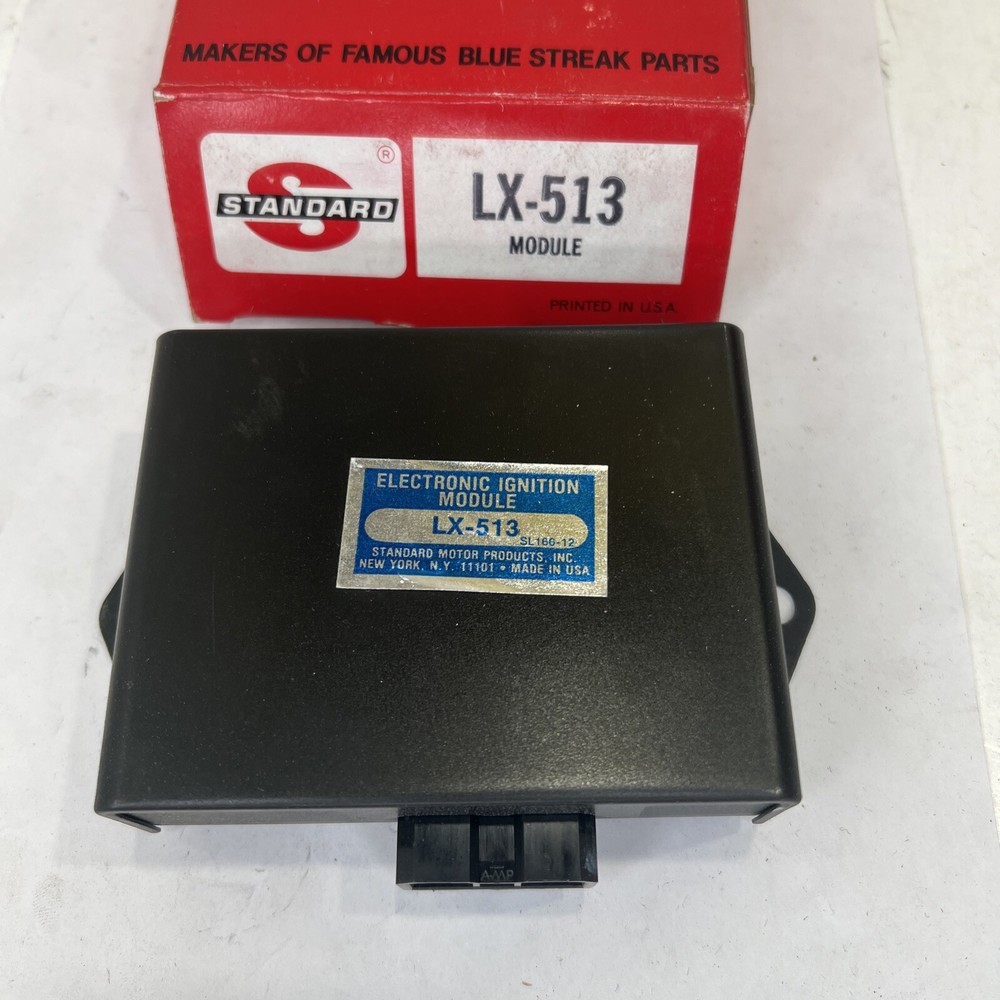 MAKERS OF FAMOUS BLUE STREAK PARTS
®
STANDARD
LX-513
MODULE
PRINTED IN U.S.A.
ELECTRONIC IGNITION
MODULE
LX-513
SL166-12
STANDARD MOTOR PRODUCTS, INC.
NEW YORK, N.Y. 11101 • MADE IN USA
AMP